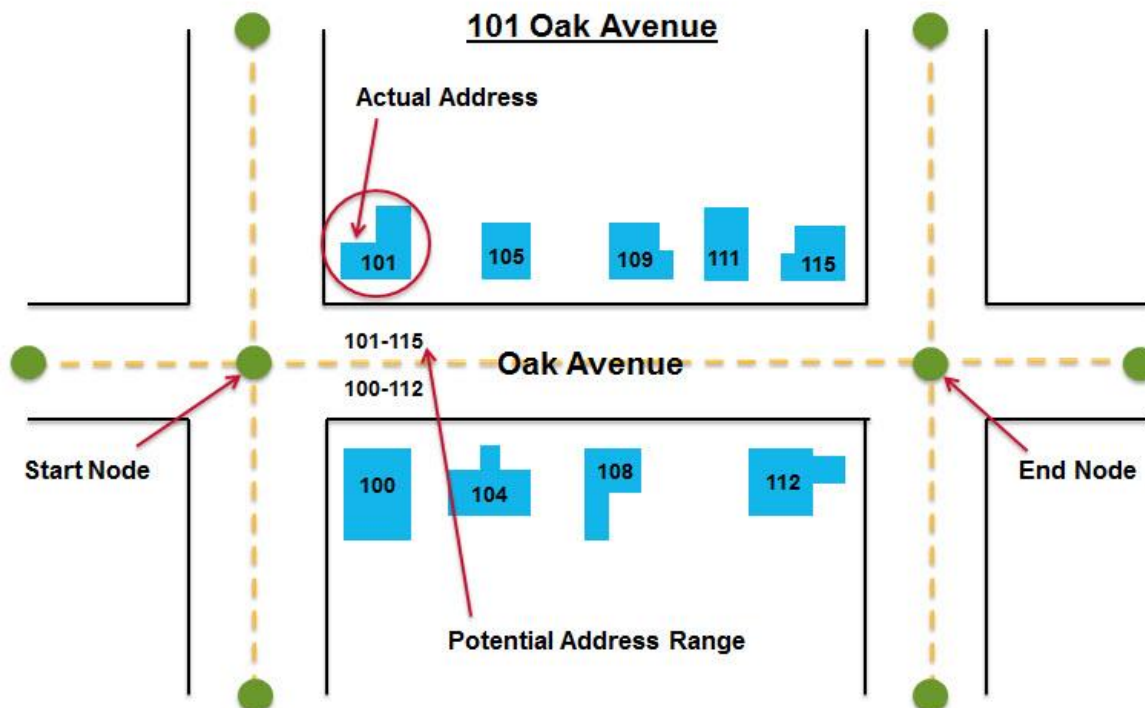 101 Oak Avenue
Actual Address
101
105
109
111
115
101-115
Oak Avenue
100-112
Start Node
End Node
100
104
108
112
Potential Address Range